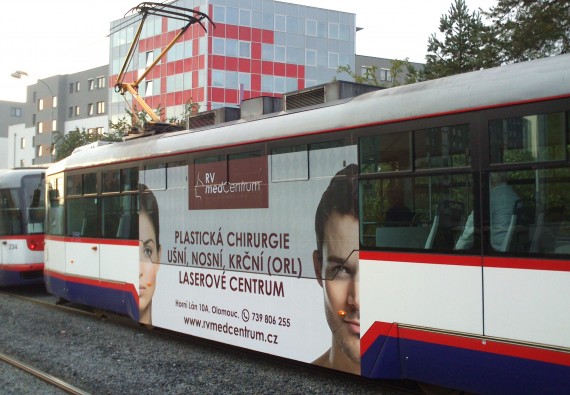 RV
medCentrum
PLASTICKÁ CHIRURGIE
UŠNÍ, NOSNÍ, KRČNÍ (ORL)
LASEROVÉ CENTRUM
Horní Lán 10A, Olomouc, 739 806 255
www.rvmedcentrum.cz
234